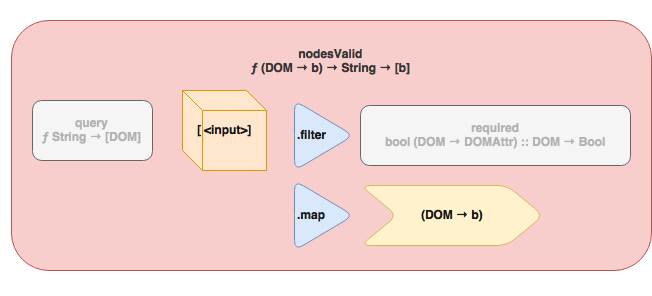 nodesValid
ƒ (DOM → b) → String → [b]
query
ƒ String → [DOM]
[ <input>]
.filter
required
bool (DOM → DOMAttr) :: DOM → Bool
.map
(DOM → b)